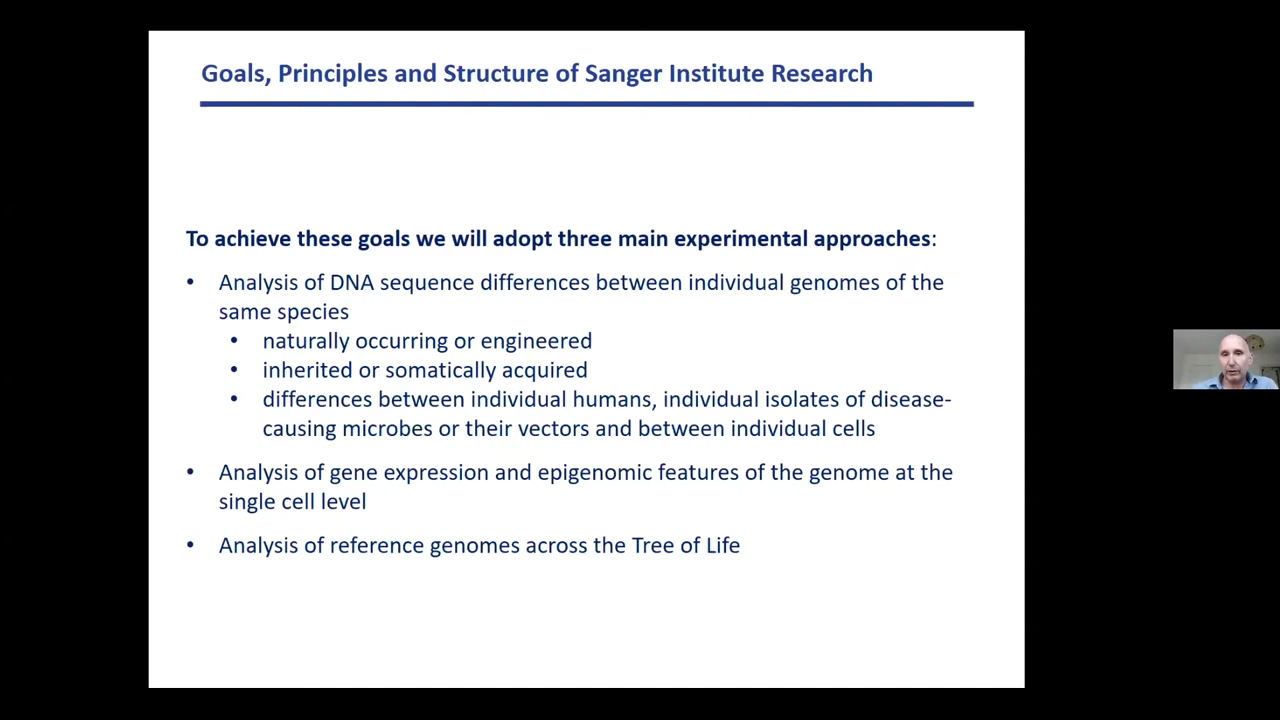 Goals, Principles and Structure of Sanger Institute Research
To achieve these goals we will adopt three main experimental approaches:
• Analysis of DNA sequence differences between individual genomes of the
same species
• naturally occurring or engineered
• inherited or somatically acquired
• differences between individual humans, individual isolates of disease-
causing microbes or their vectors and between individual cells
• Analysis of gene expression and epigenomic features of the genome at the
single cell level
• Analysis of reference genomes across the Tree of Life